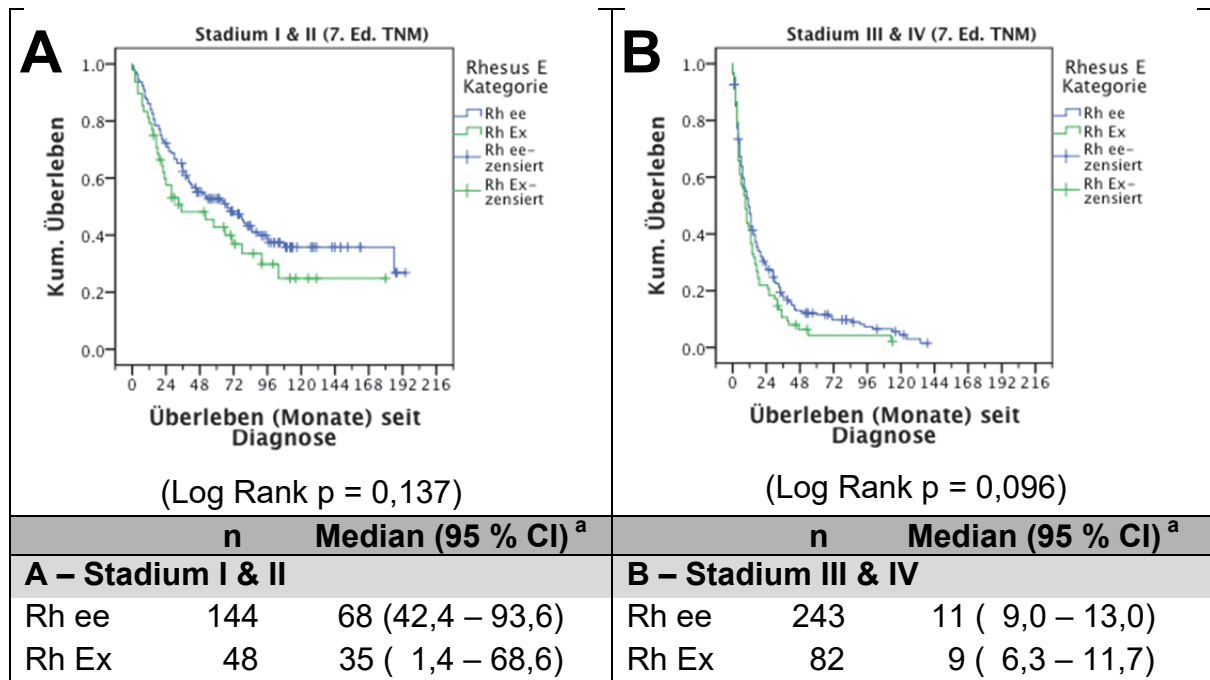 A
Stadium I & II (7. Ed. TNM)
Kum. Überleben
1.0
0.8
0.6
0.4
0.2
0.0
0 24 48 72 96 120 144 168 192 216
Überleben (Monate) seit
Diagnose
Rhesus E
Kategorie
Rh ee
Rh Ex
Rh ee-
zensiert
Rh Ex-
zensiert
(Log Rank p = 0,137)
B
Stadium III & IV (7. Ed. TNM)
Kum. Überleben
1.0
0.8
0.6
0.4
0.2
0.0
0 24 48 72 96 120 144 168 192 216
Überleben (Monate) seit
Diagnose
Rhesus E
Kategorie
Rh ee
Rh Ex
Rh ee-
zensiert
Rh Ex-
zensiert
(Log Rank p = 0,096)
n Median (95 % CI) a
A – Stadium I & II
Rh ee 144 68 (42,4 – 93,6)
Rh Ex 48 35 ( 1,4 – 68,6)
n Median (95 % CI) a
B – Stadium III & IV
Rh ee 243 11 ( 9,0 – 13,0)
Rh Ex 82 9 ( 6,3 – 11,7)